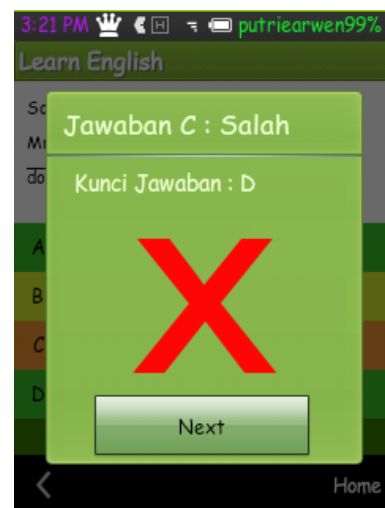 3:21 PM H putriearwen99%
Learn English
Jawaban C : Salah
Kunci Jawaban : D
A
B
C
D
Next
Home